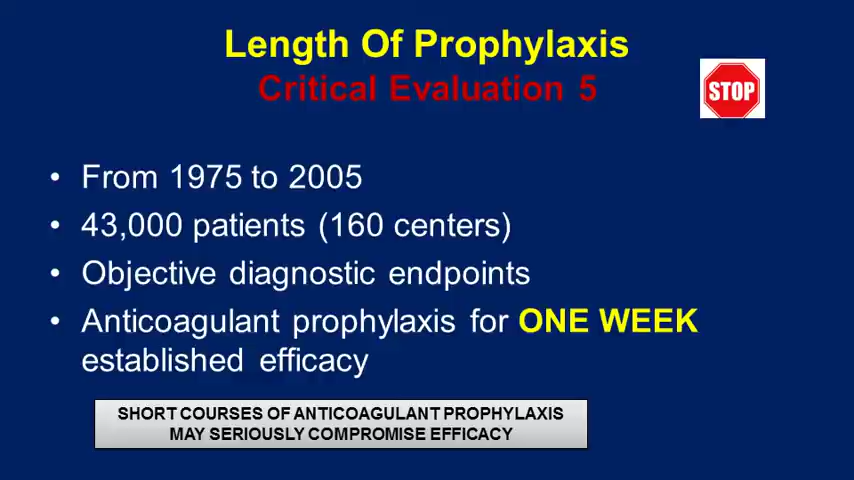 Length Of Prophylaxis
Critical Evaluation 5
STOP
• From 1975 to 2005
• 43,000 patients (160 centers)
• Objective diagnostic endpoints
• Anticoagulant prophylaxis for ONE WEEK
established efficacy
SHORT COURSES OF ANTICOAGULANT PROPHYLAXIS
MAY SERIOUSLY COMPROMISE EFFICACY